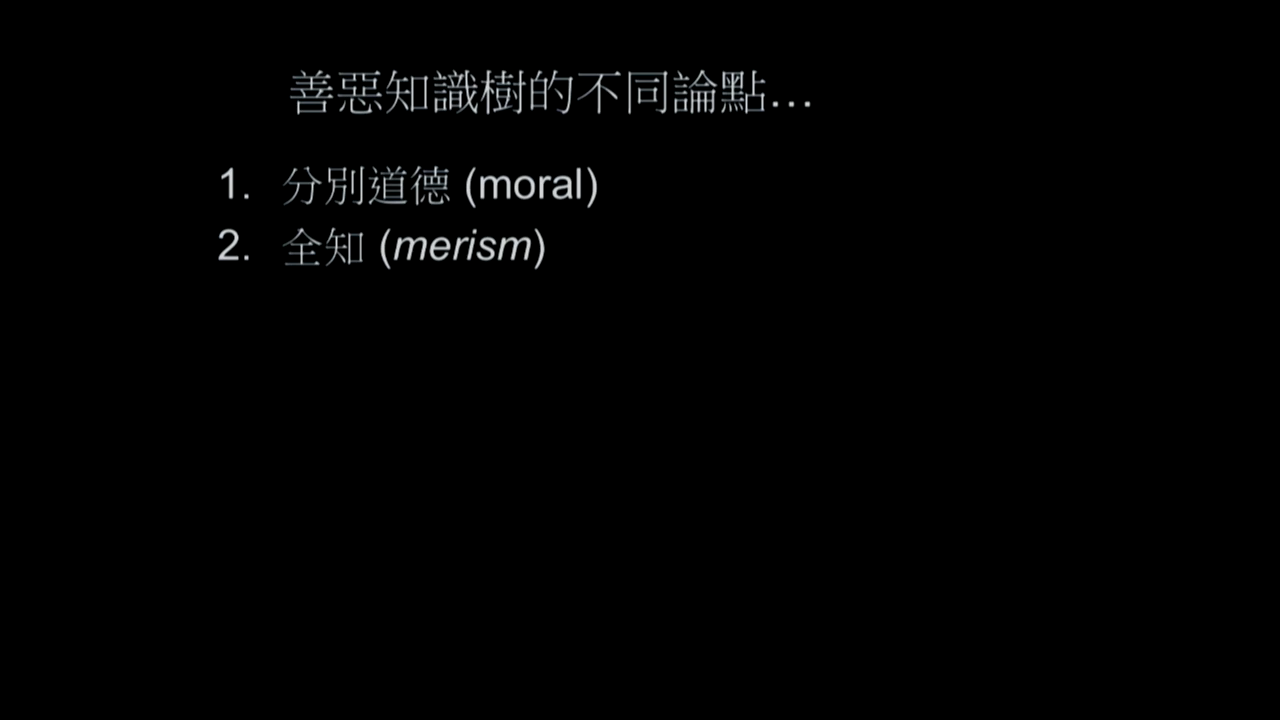 善惡知識樹的不同論點…
1. 分別道德 (moral)
2. 全知 (merism)